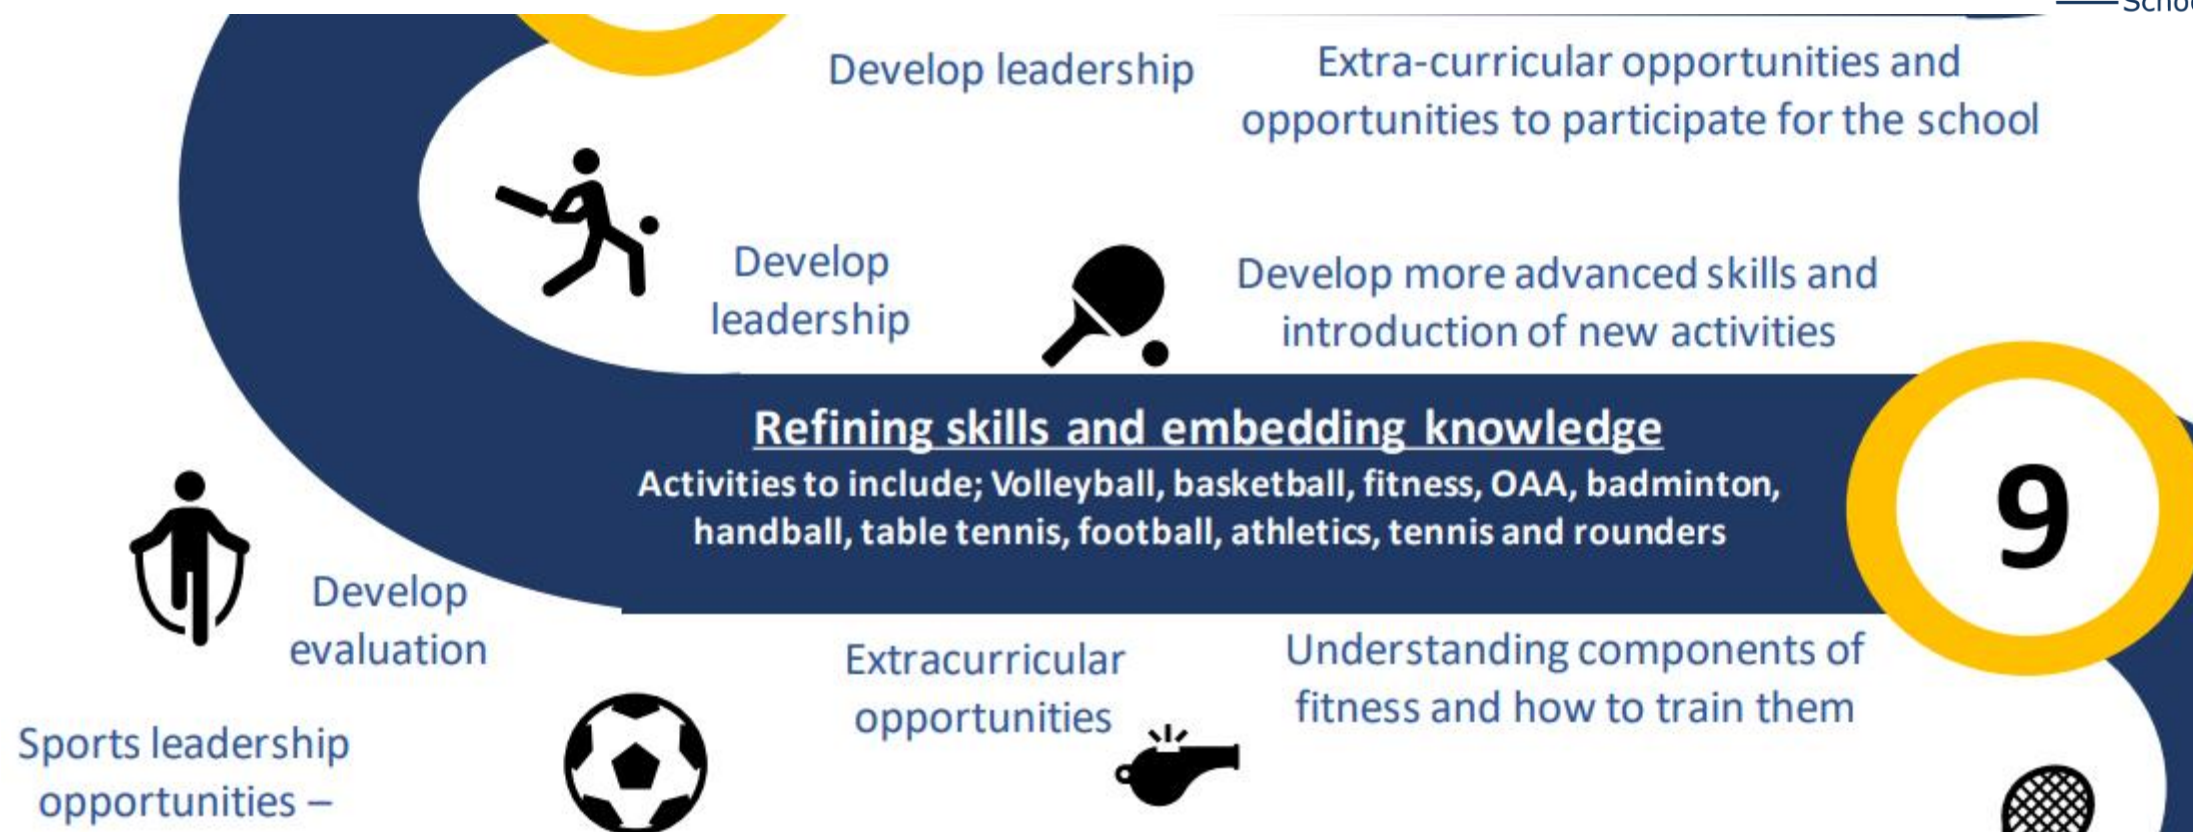 Develop leadership
Extra-curricular opportunities and
opportunities to participate for the school
Develop
leadership
Develop more advanced skills and
introduction of new activities
Refining skills and embedding knowledge
Activities to include; Volleyball, basketball, fitness, OAA, badminton,
handball, table tennis, football, athletics, tennis and rounders
9
Develop
evaluation
Extracurricular
opportunities
Understanding components of
fitness and how to train them
Sports leadership
opportunities –